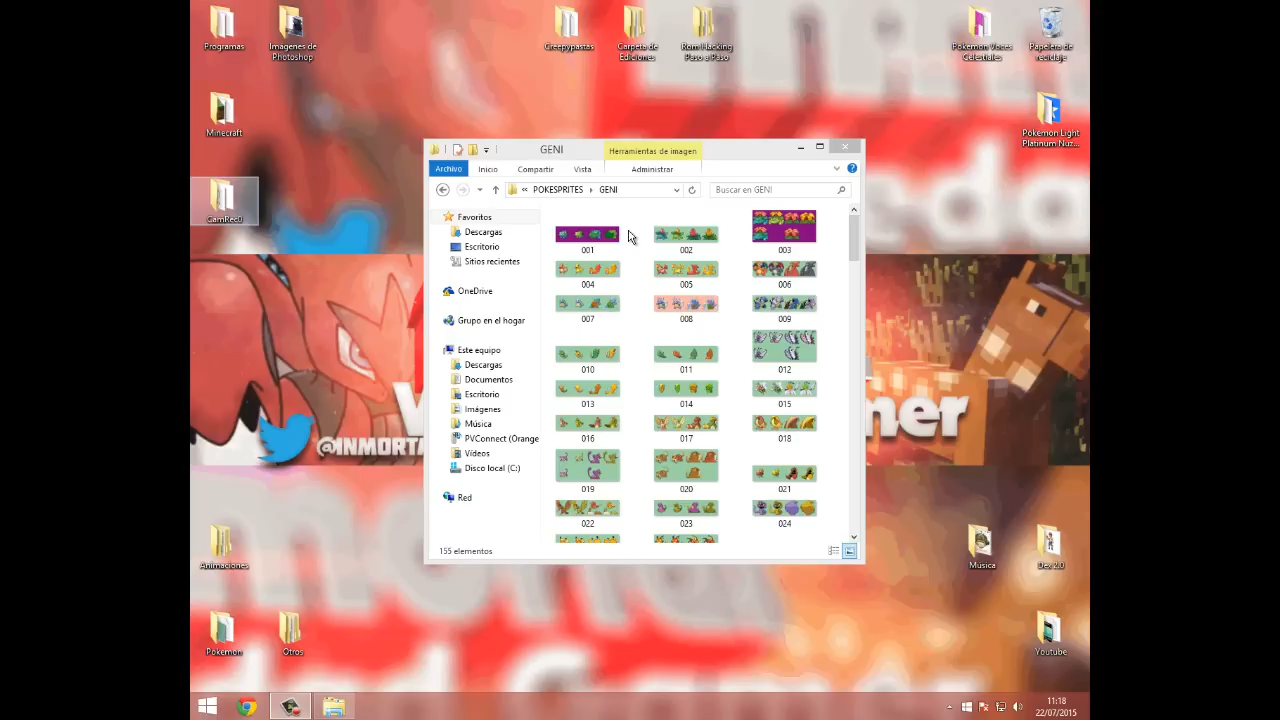 Programas
Imagenes de
Photoshop
Creepypastas
Carpeta de
Ediciones
Rom Hacking
Paso a Paso
Pokemon Voces
Celestiales
Papelera de
reciclaje
Minecraft
Pokemon Light
Platinum Nuz...
CamRec0
GENI
Herramientas de imagen
Archivo
Inicio
Compartir
Vista
Administrar
« POKESPRITES
GENI
Buscar en GENI
Favoritos
Descargas
Escritorio
Sitios recientes
OneDrive
Grupo en el hogar
Este equipo
Descargas
Documentos
Escritorio
Imágenes
Música
PVConnect (Orange
Vídeos
Disco local (C:)
Red
001
002
003
004
005
006
007
008
009
010
011
012
013
014
015
016
017
018
019
020
021
022
023
024
155 elementos
@INMORTA
mer
Animaciones
Musica
Dex 2.0
Pokemon
Otros
Youtube
11:18
22/07/2015